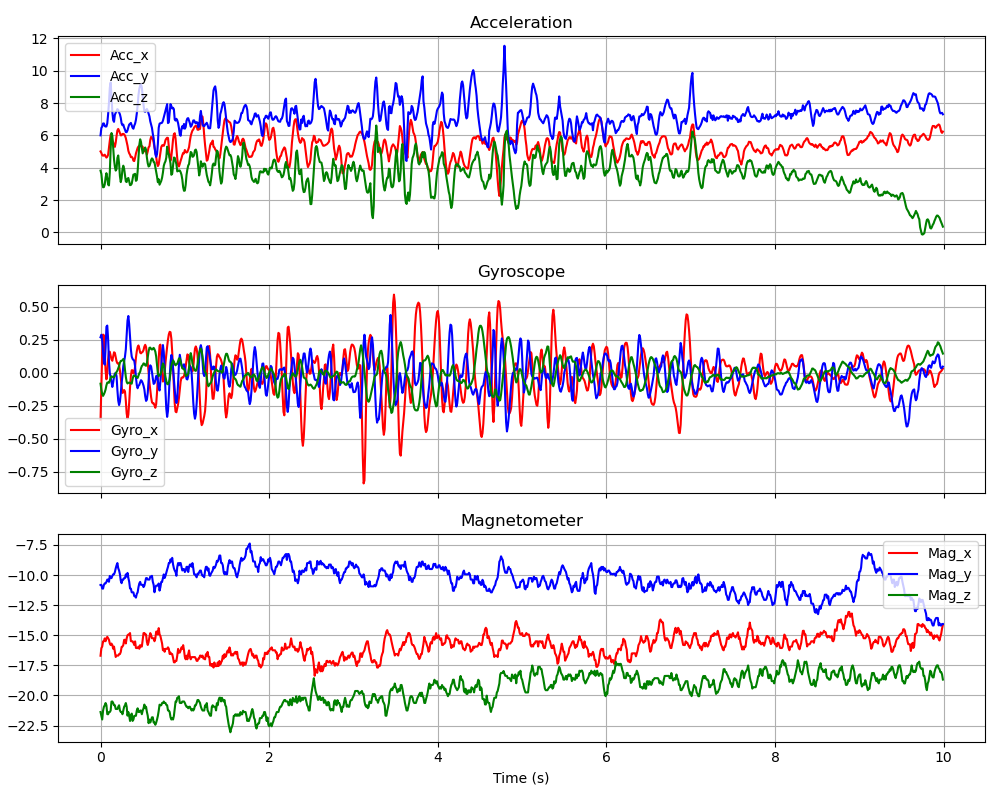 Acceleration
12
10
8
6
4
2
0
Acc_x
Acc_y
Acc_z
Gyroscope
0.50
0.25
0.00
−0.25
−0.50
−0.75
Gyro_x
Gyro_y
Gyro_z
Magnetometer
−7.5
−10.0
−12.5
−15.0
−17.5
−20.0
−22.5
Mag_x
Mag_y
Mag_z
0 2 4 6 8 10
Time (s)